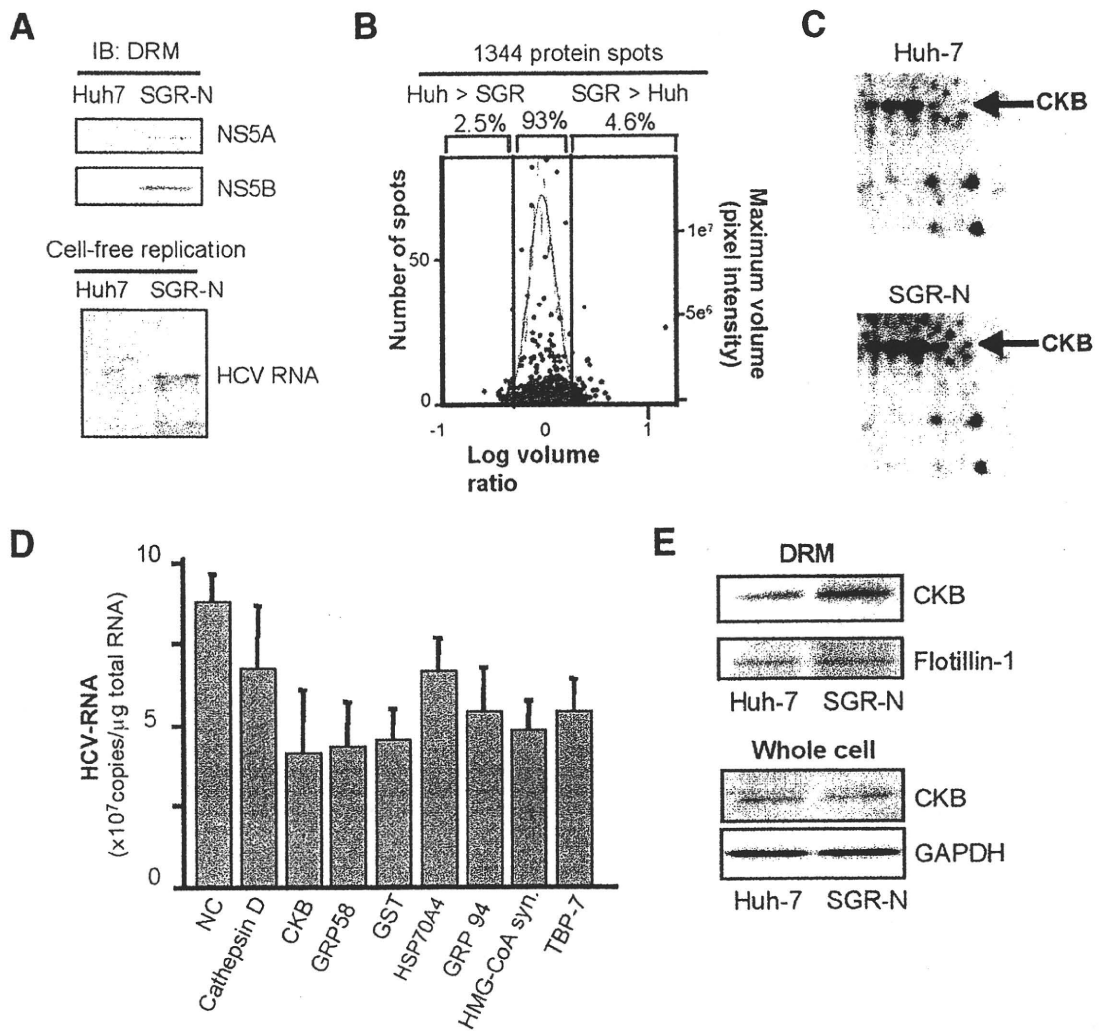 A
IB: DRM
Huh7 SGR-N
NS5A
NS5B
Cell-free replication
Huh7 SGR-N
HCV RNA
B
1344 protein spots
Huh > SGR SGR > Huh
2.5% 93% 4.6%
Number of spots
50
0
-1 0 1
Log volume
ratio
1e⁷
5e⁶
Maximum volume
(pixel intensity)
C
Huh-7
CKB
SGR-N
CKB
D
HCV-RNA
(x10⁷copies/μg total RNA)
10
5
0
NC
Cathepsin D
CKB
GRP58
GST
HSP70A4
GRP 94
HMG-CoA syn.
TBP-7
E
DRM
CKB
Flotillin-1
Huh-7 SGR-N
Whole cell
CKB
GAPDH
Huh-7 SGR-N